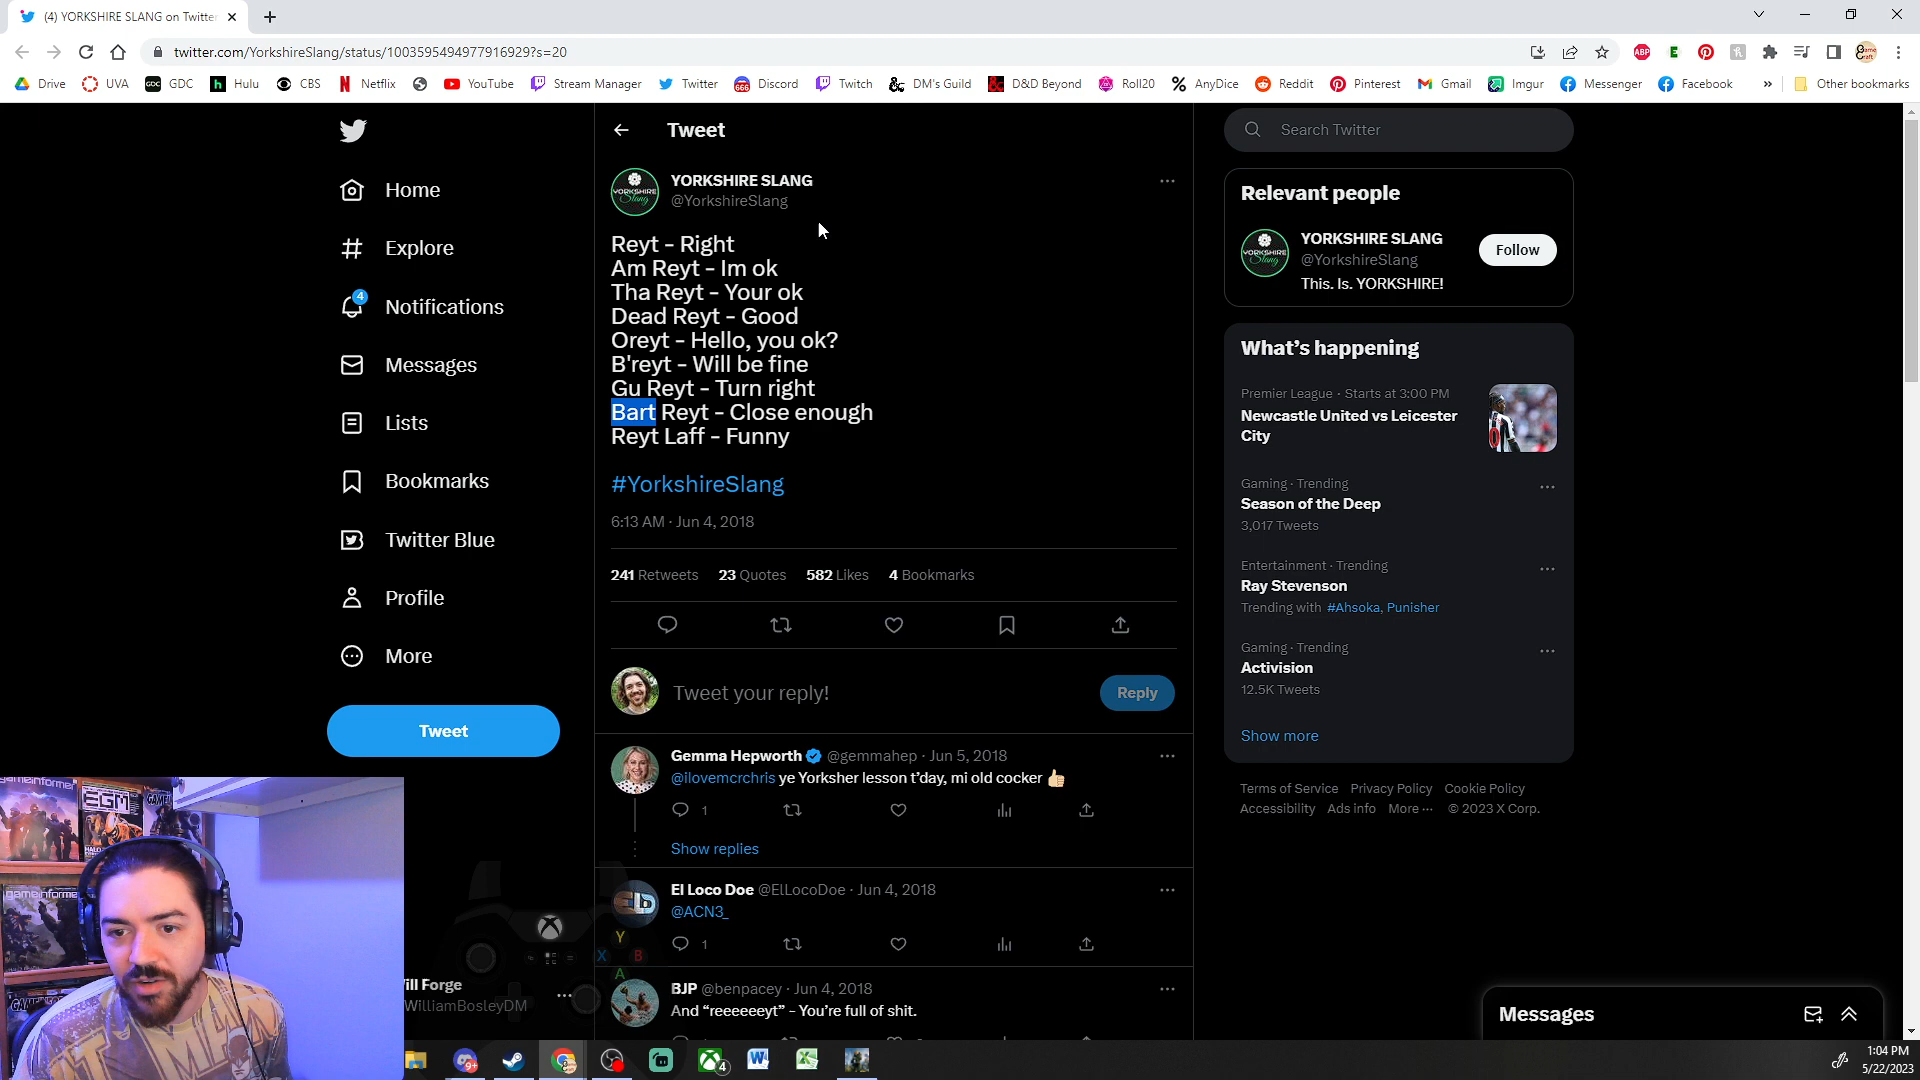 (4) YORKSHIRE SLANG on Twitter
twitter.com/YorkshireSlang/status/1003595494977916929?s=20
Drive UVA GDC Hulu CBS Netflix YouTube Stream Manager Twitter Discord Twitch DM's Guild D&D Beyond Roll20 AnyDice Reddit Pinterest Gmail Imgur Messenger Facebook » Other bookmarks
Home
Explore
4
Notifications
Messages
Lists
Bookmarks
Twitter Blue
Profile
More
Tweet
Tweet
YORKSHIRE SLANG
@YorkshireSlang
Reyt - Right
Am Reyt - Im ok
Tha Reyt - Your ok
Dead Reyt - Good
Oreyt - Hello, you ok?
B'reyt - Will be fine
Gu Reyt - Turn right
Bart Reyt - Close enough
Reyt Laff - Funny
#YorkshireSlang
6:13 AM · Jun 4, 2018
241 Retweets 23 Quotes 582 Likes 4 Bookmarks
Tweet your reply!
Reply
Gemma Hepworth @gemmahep · Jun 5, 2018
@ilovemcrchris ye Yorksher lesson t'day, mi old cocker 👍
1
Show replies
El Loco Doe @ElLocoDoe · Jun 4, 2018
@ACN3_
1
BJP @benpacey · Jun 4, 2018
And “reeeeeeyt” - You’re full of shit.
Search Twitter
Relevant people
YORKSHIRE SLANG
@YorkshireSlang
Follow
This. Is. YORKSHIRE!
What’s happening
Premier League · Starts at 3:00 PM
Newcastle United vs Leicester
City
Gaming · Trending
Season of the Deep
3,017 Tweets
Entertainment · Trending
Ray Stevenson
Trending with #Ahsoka, Punisher
Gaming · Trending
Activision
12.5K Tweets
Show more
Terms of Service Privacy Policy Cookie Policy
Accessibility Ads info More ··· © 2023 X Corp.
Messages
gameinformer
EGM
gameinformer
ill Forge
WilliamBosleyDM
Y
X B
A
1:04 PM
5/22/2023